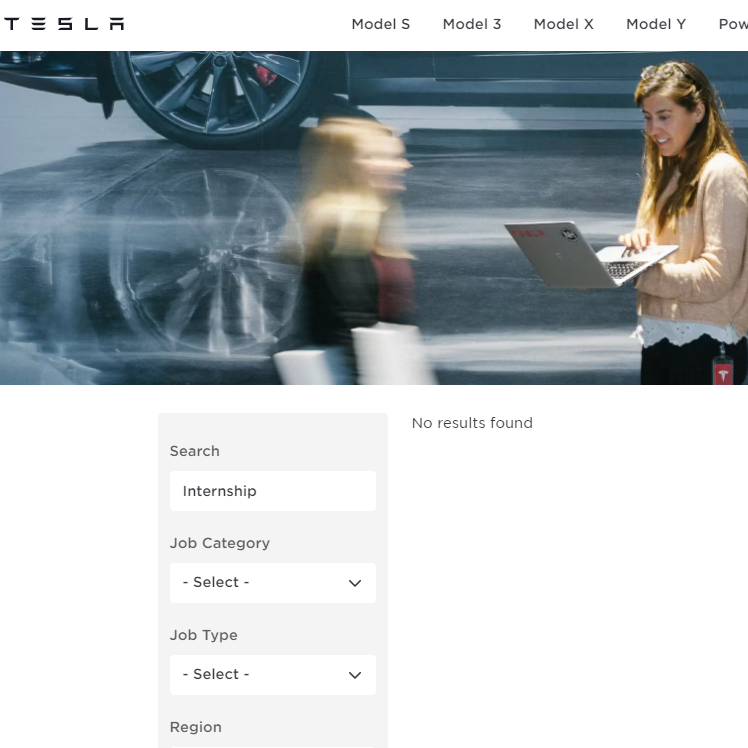 TESLA
Model S Model 3 Model X Model Y Pow
TESLA
No results found
Search
Internship
Job Category
- Select -
Job Type
- Select -
Region